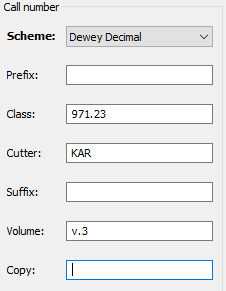 Call number
Scheme: Dewey Decimal
Prefix:
Class: 971.23
Cutter: KAR
Suffix:
Volume: v.3
Copy: